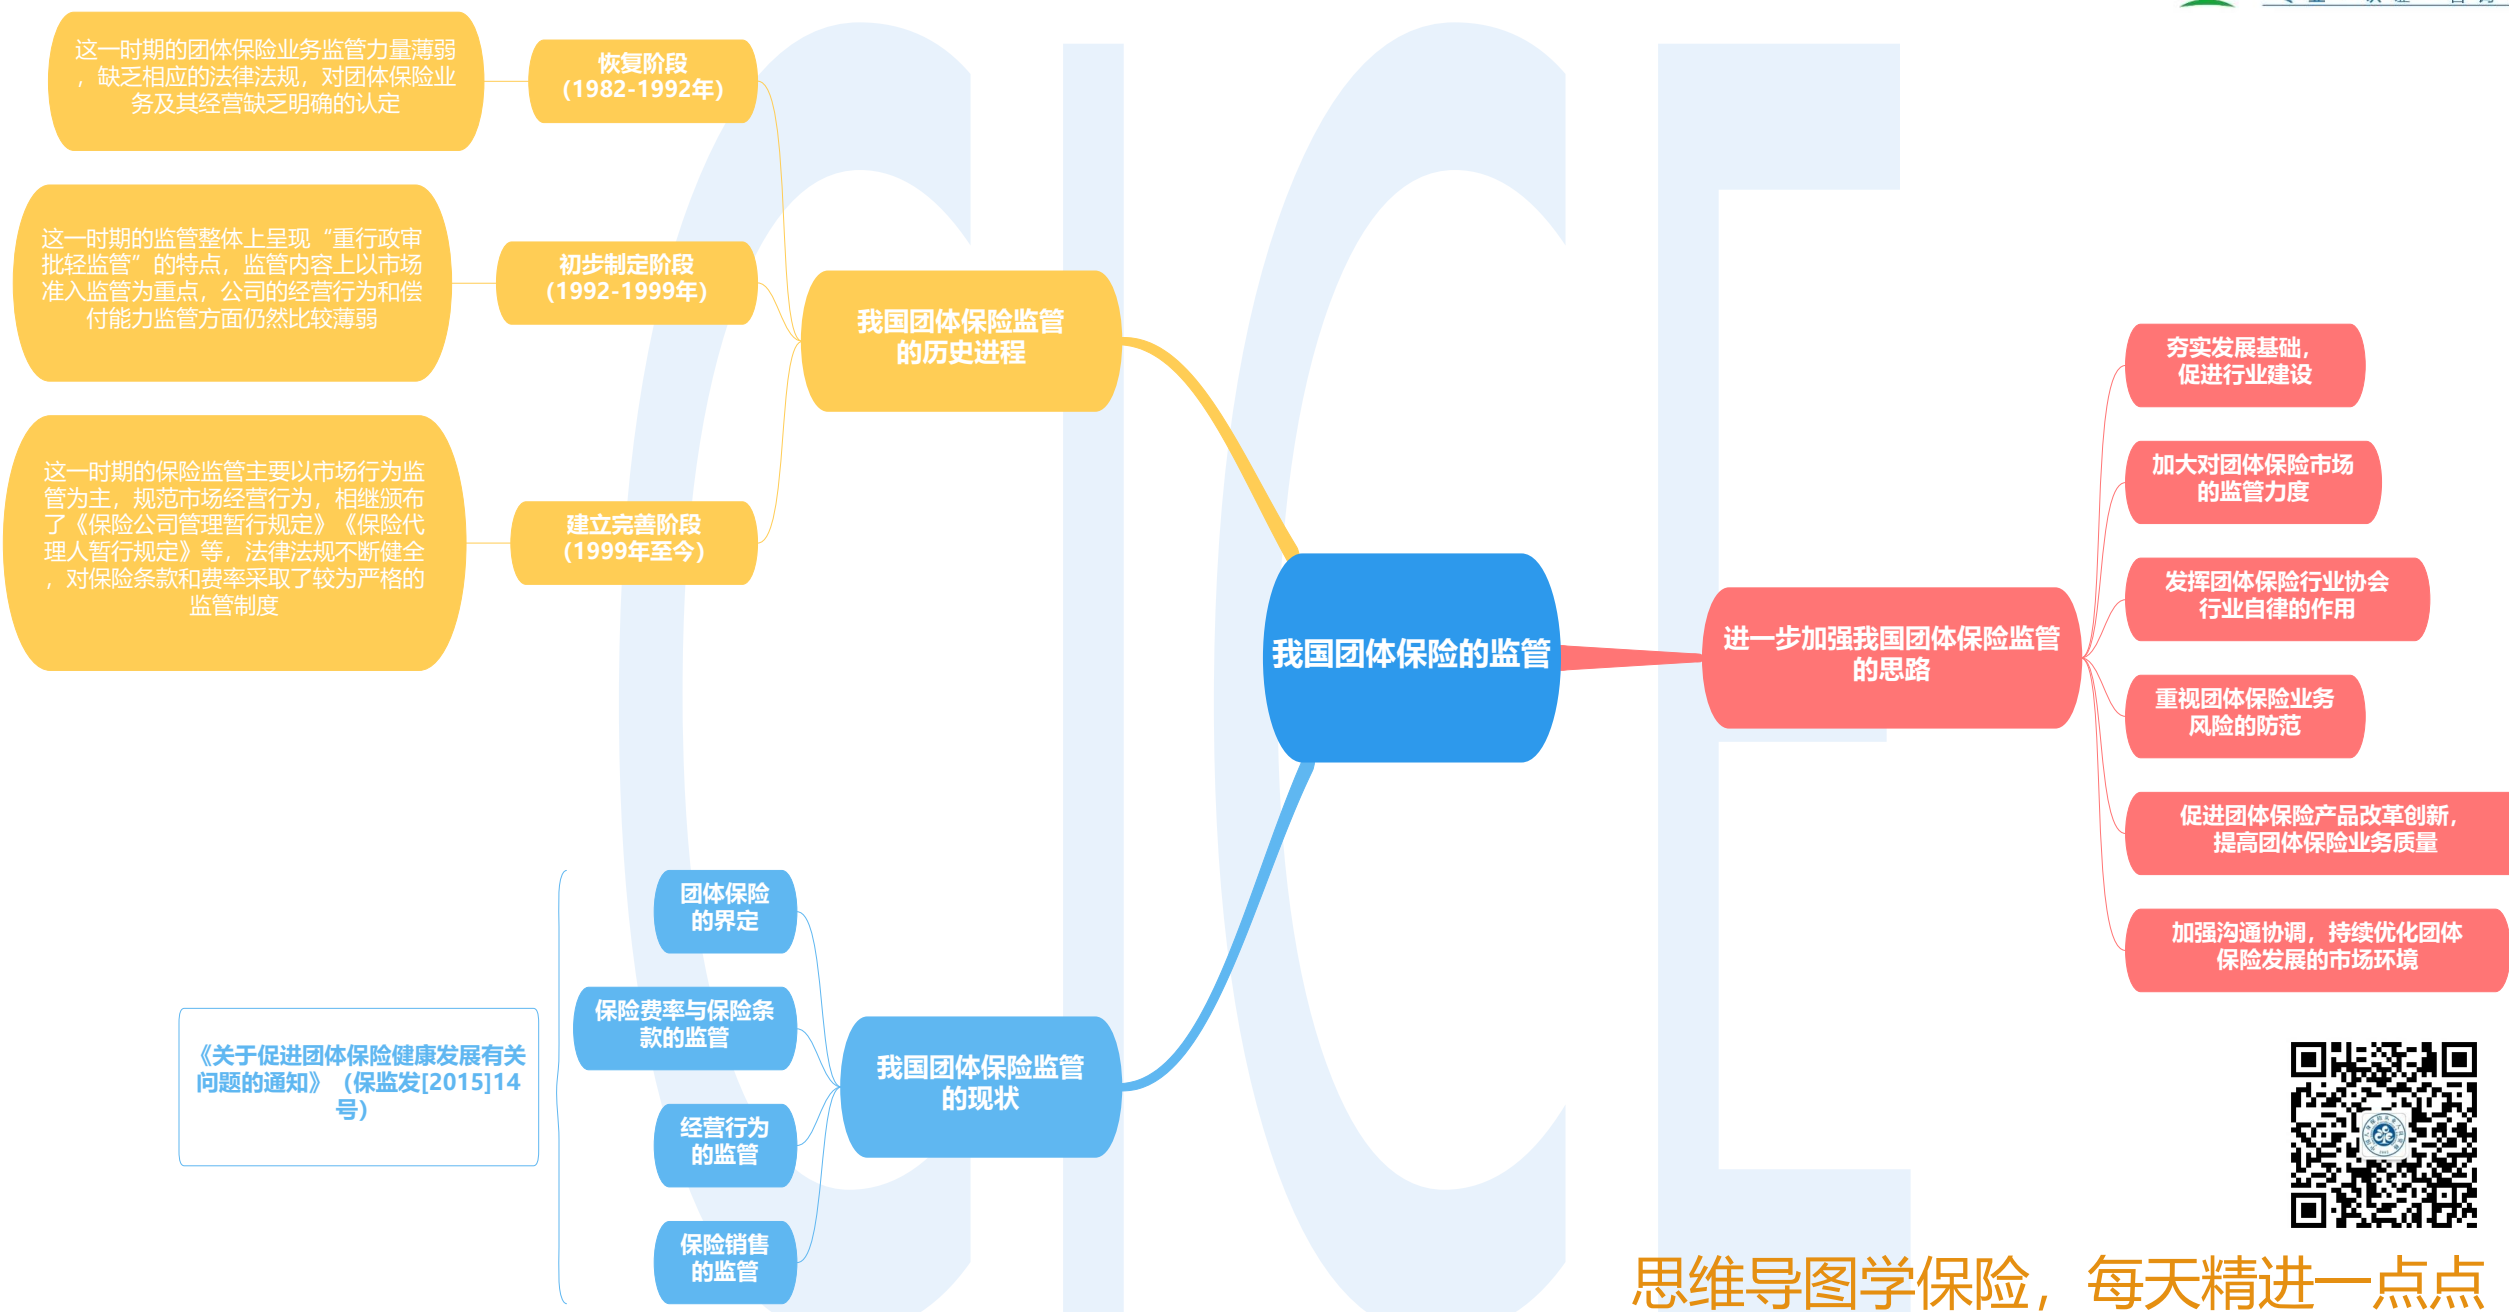 我国团体保险的监管
我国团体保险监管
的历史进程
恢复阶段
（1982-1992年）
这一时期的团体保险业务监管力量薄弱
，缺乏相应的法律法规，对团体保险业
务及其经营缺乏明确的认定
初步制定阶段
（1992-1999年）
这一时期的监管整体上呈现“重行政审
批轻监管”的特点，监管内容上以市场
准入监管为重点，公司的经营行为和偿
付能力监管方面仍然比较薄弱
建立完善阶段
（1999年至今）
这一时期的保险监管主要以市场行为监
管为主，规范市场经营行为，相继颁布
了《保险公司管理暂行规定》《保险代
理人暂行规定》等，法律法规不断健全
，对保险条款和费率采取了较为严格的
监管制度
我国团体保险监管
的现状
团体保险
的界定
保险费率与保险条
款的监管
经营行为
的监管
保险销售
的监管
《关于促进团体保险健康发展有关
问题的通知》（保监发[2015]14
号）
进一步加强我国团体保险监管
的思路
夯实发展基础，
促进行业建设
加大对团体保险市场
的监管力度
发挥团体保险行业协会
行业自律的作用
重视团体保险业务
风险的防范
促进团体保险产品改革创新，
提高团体保险业务质量
加强沟通协调，持续优化团体
保险发展的市场环境
思维导图学保险，每天精进一点点
CICE